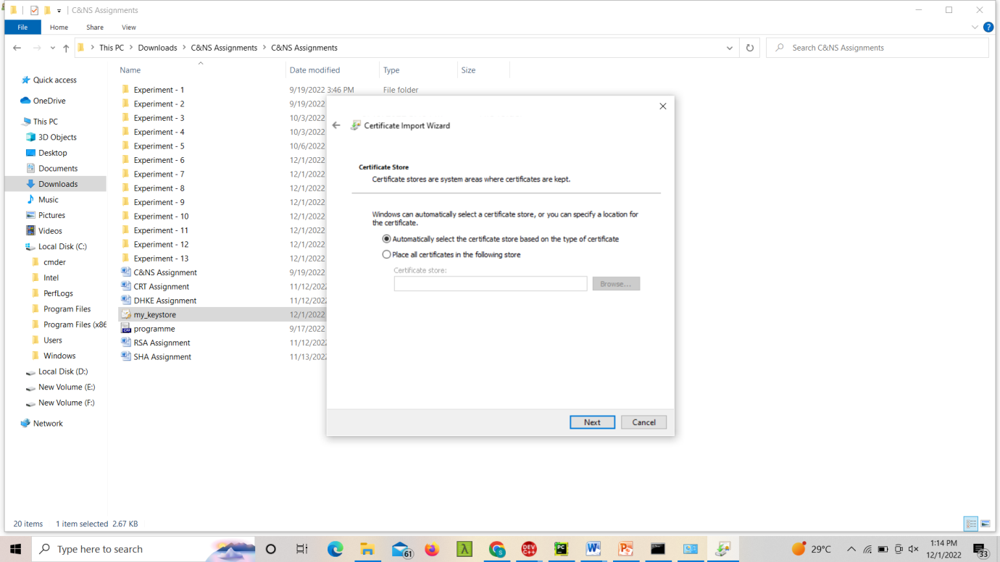 C&NS Assignments
File Home Share View
This PC Downloads C&NS Assignments C&NS Assignments
Search C&NS Assignments
Name Date modified Type Size
Quick access
OneDrive
This PC
3D Objects
Desktop
Documents
Downloads
Music
Pictures
Videos
Local Disk (C:)
cmder
Intel
PerfLogs
Program Files
Program Files (x86
Users
Windows
Local Disk (D:)
New Volume (E:)
New Volume (F:)
Network
Experiment - 1 9/19/2022 3:46 PM File folder
Experiment - 2 9/19/2022
Experiment - 3 10/3/2022
Experiment - 4 10/3/2022
Experiment - 5 10/6/2022
Experiment - 6 12/1/2022
Experiment - 7 12/1/2022
Experiment - 8 12/1/2022
Experiment - 9 12/1/2022
Experiment - 10 12/1/2022
Experiment - 11 12/1/2022
Experiment - 12 12/1/2022
Experiment - 13 12/1/2022
C&NS Assignment 9/19/2022
CRT Assignment 11/12/2022
DHKE Assignment 11/12/2022
my_keystore 12/1/2022
programme 9/17/2022
RSA Assignment 11/12/2022
SHA Assignment 11/13/2022
Certificate Import Wizard
Certificate Store
Certificate stores are system areas where certificates are kept.
Windows can automatically select a certificate store, or you can specify a location for
the certificate.
Automatically select the certificate store based on the type of certificate
Place all certificates in the following store
Certificate store:
Browse...
Next Cancel
20 items 1 item selected 2.67 KB
Type here to search
61
DEV C++
PC
29°C
1:14 PM
12/1/2022
33